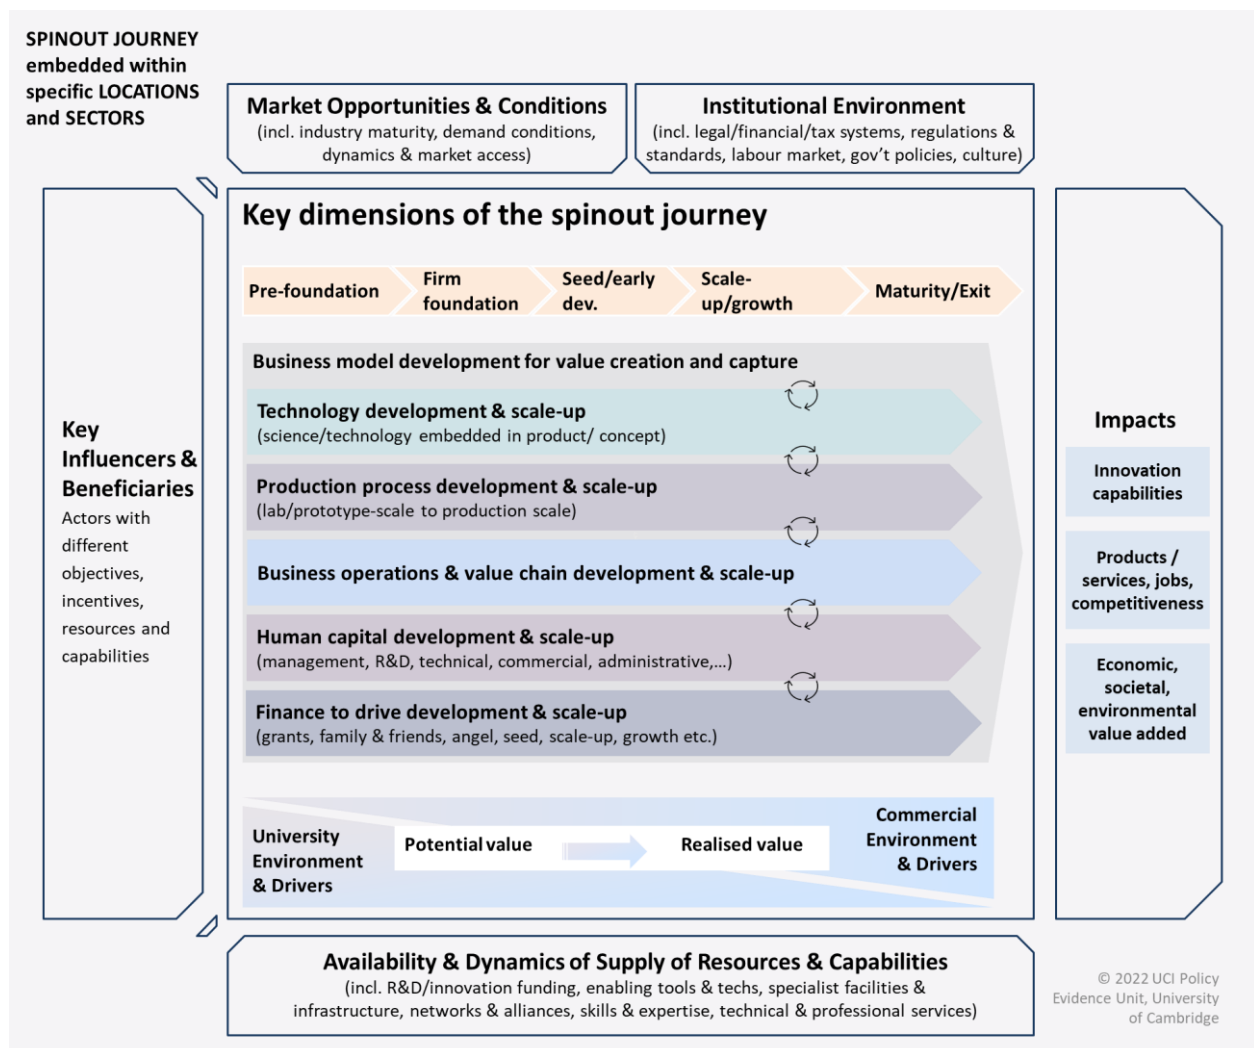 SPINOUT JOURNEY
embedded within
specific LOCATIONS
and SECTORS
Market Opportunities & Conditions
(incl. industry maturity, demand conditions,
dynamics & market access)
Institutional Environment
(incl. legal/financial/tax systems, regulations &
standards, labour market, gov't policies, culture)
Key
Influencers &
Beneficiaries
Actors with
different
objectives,
incentives,
resources and
capabilities
Key dimensions of the spinout journey
Pre-foundation
Firm
foundation
Seed/early
dev.
Scale-
up/growth
Maturity/Exit
Business model development for value creation and capture
Technology development & scale-up
(science/technology embedded in product/ concept)
Production process development & scale-up
(lab/prototype-scale to production scale)
Business operations & value chain development & scale-up
Human capital development & scale-up
(management, R&D, technical, commercial, administrative,...)
Finance to drive development & scale-up
(grants, family & friends, angel, seed, scale-up, growth etc.)
University
Environment
& Drivers
Potential value
Realised value
Commercial
Environment
& Drivers
Impacts
Innovation
capabilities
Products /
services, jobs,
competitiveness
Economic,
societal,
environmental
value added
Availability & Dynamics of Supply of Resources & Capabilities
(incl. R&D/innovation funding, enabling tools & techs, specialist facilities &
infrastructure, networks & alliances, skills & expertise, technical & professional services)
© 2022 UCI Policy
Evidence Unit, University
of Cambridge